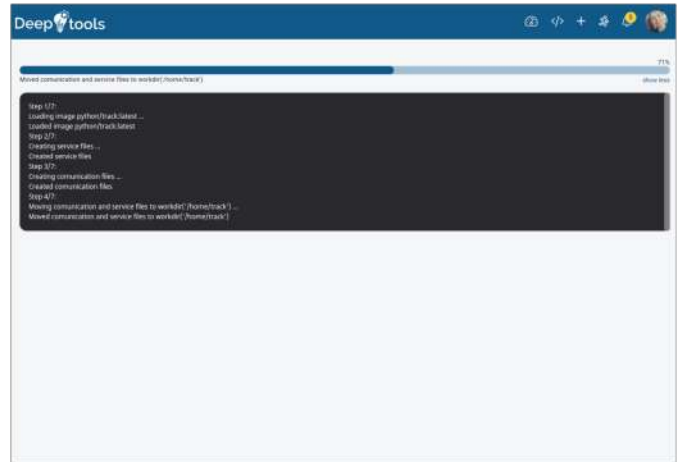 Deep tools
71%
Moved comunication and service files to workdir('/home/track')
show less
Step 1/7:
Loading image python/track:latest ...
Loaded image python/track:latest
Step 2/7:
Creating service files ...
Created service files
Step 3/7:
Creating comunication files ...
Created comunication files
Step 4/7:
Moving comunication and service files to workdir('/home/track') ...
Moved comunication and service files to workdir('/home/track')